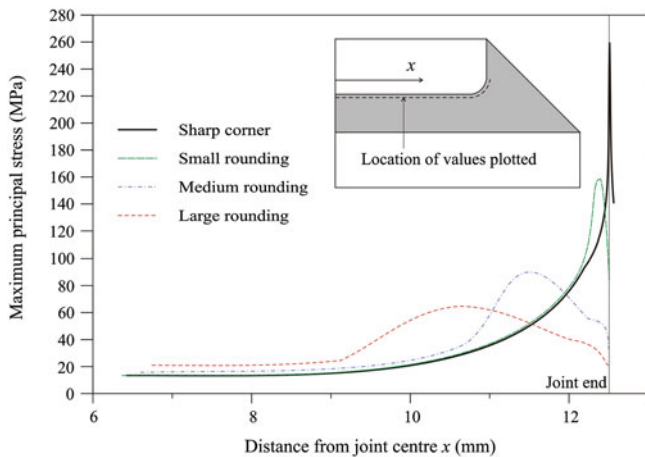 280
260
240
220
200
180
160
140
120
100
80
60
40
20
0
Maximum principal stress (MPa)
x
Location of values plotted
Sharp corner
Small rounding
Medium rounding
Large rounding
Joint end
6
8
10
12
Distance from joint centre x (mm)